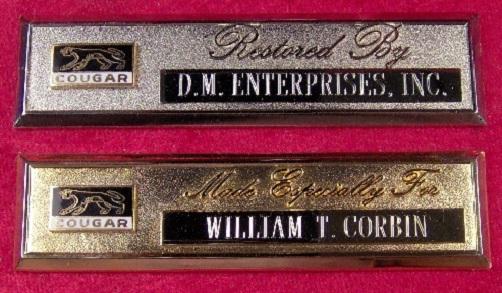 Restored By
COUGAR
D.M. ENTERPRISES, INC.
Made Especially For
COUGAR
WILLIAM T. CORBIN